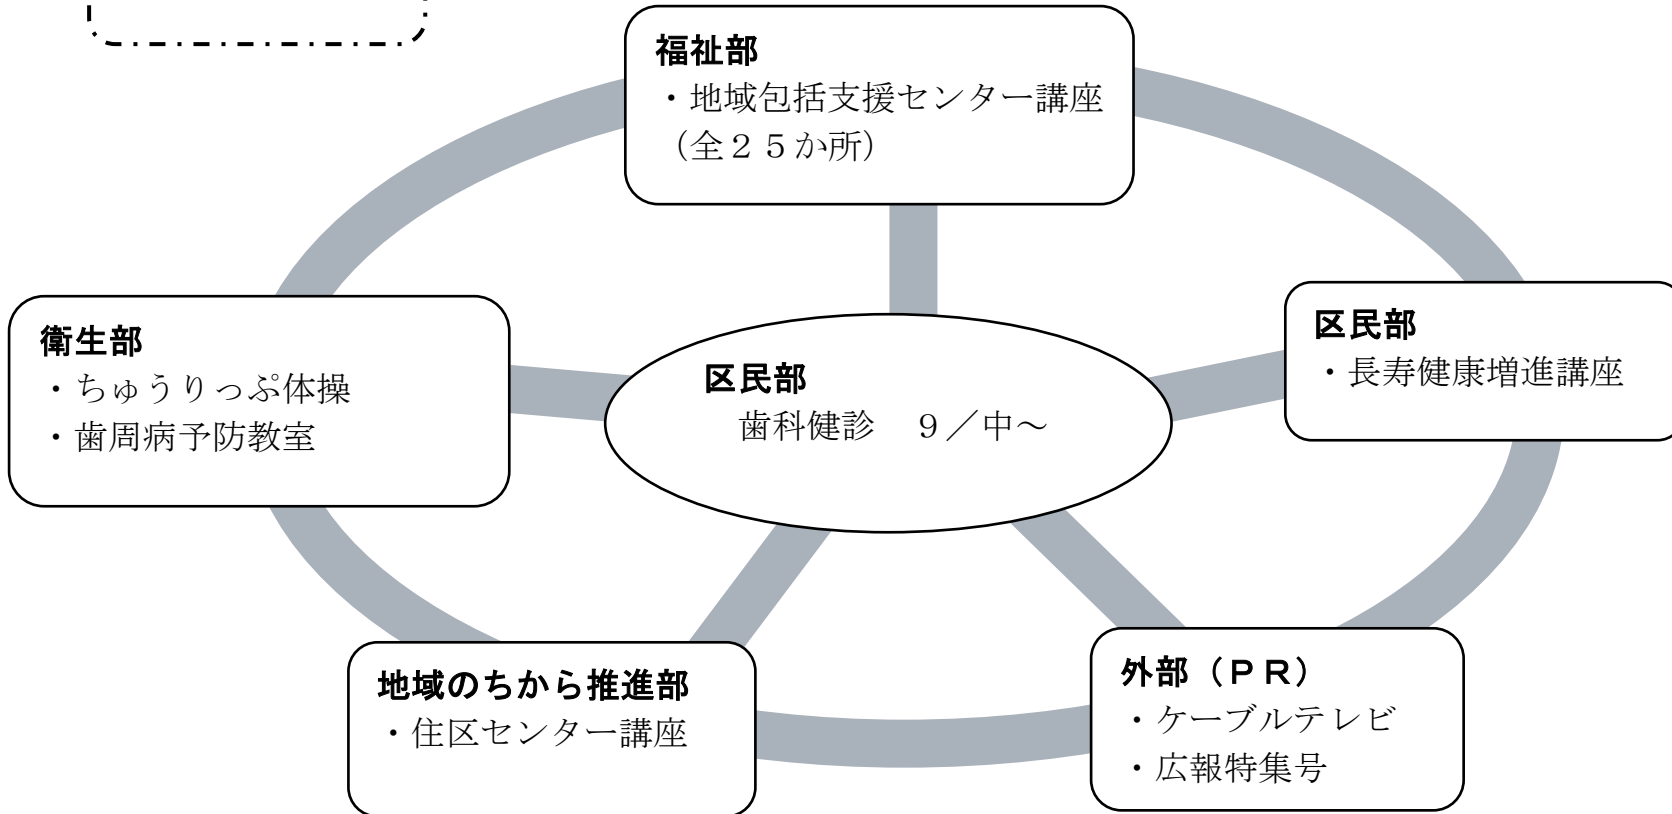 福祉部
・地域包括支援センター講座
（全２５か所）
衛生部
・ちゅうりっぷ体操
・歯周病予防教室
区民部
歯科健診　９／中～
区民部
・長寿健康増進講座
地域のちから推進部
・住区センター講座
外部（ＰＲ）
・ケーブルテレビ
・広報特集号